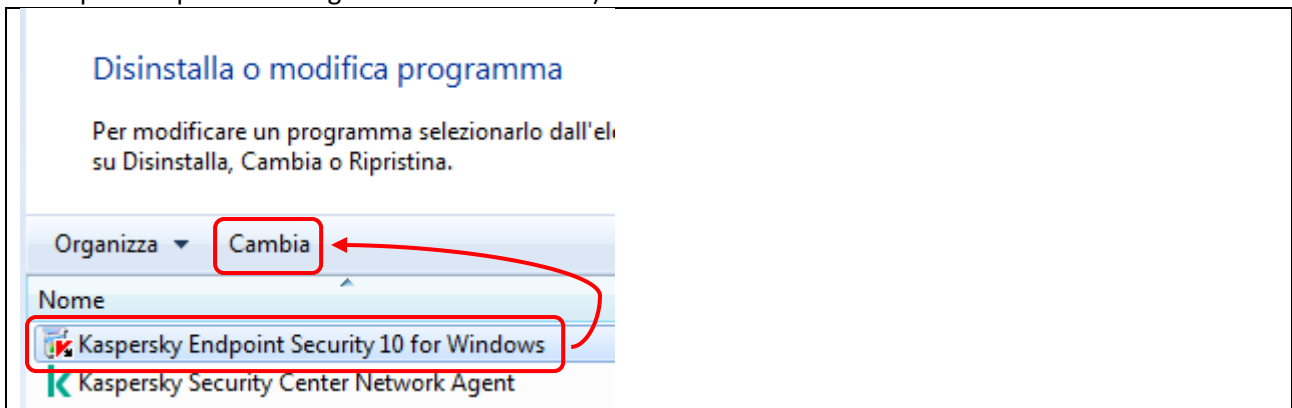 Disinstalla o modifica programma
Per modificare un programma selezionarlo dall'el
su Disinstalla, Cambia o Ripristina.
Organizza Cambia
Nome
Kaspersky Endpoint Security 10 for Windows
Kaspersky Security Center Network Agent